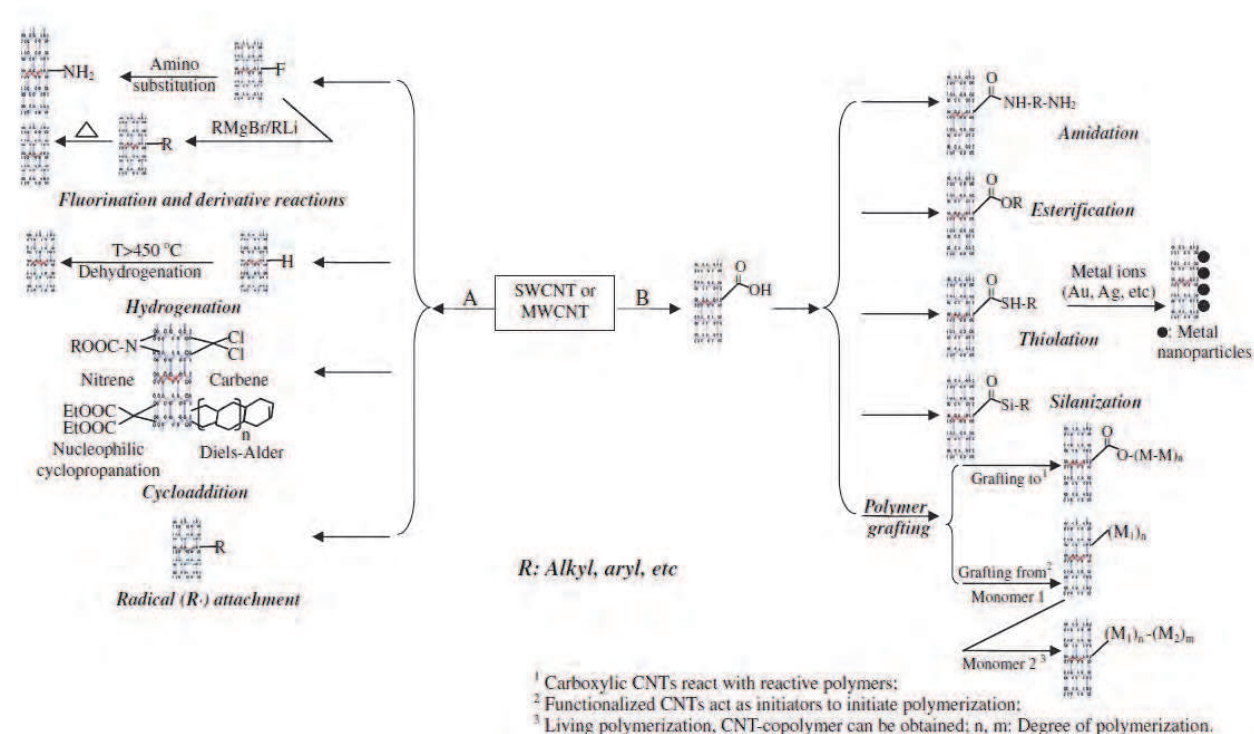 NH₂
Amino
substitution
F
RMgBr/RLi
△
R
Fluorination and derivative reactions
T>450 °C
Dehydrogenation
H
Hydrogenation
ROOC-N
Cl
Cl
Nitrene
Carbene
EtOOC
EtOOC
n
Nucleophilic
cyclopropanation
Diels-Alder
Cycloaddition
R
Radical (R·) attachment
A
SWCNT or
MWCNT
B
O
OH
R: Alkyl, aryl, etc
O
NH-R-NH₂
Amidation
O
OR
Esterification
O
SH-R
Thiolation
Metal ions
(Au, Ag, etc)
●: Metal
nanoparticles
O
Si-R
Silanization
Polymer
grafting
Grafting to¹
O
O-(M-M)ₙ
(M₁)ₙ
Grafting from²
Monomer 1
(M₁)ₙ-(M₂)ₘ
Monomer 2 ³
¹ Carboxylic CNTs react with reactive polymers;
² Functionalized CNTs act as initiators to initiate polymerization;
³ Living polymerization, CNT-copolymer can be obtained; n, m: Degree of polymerization.